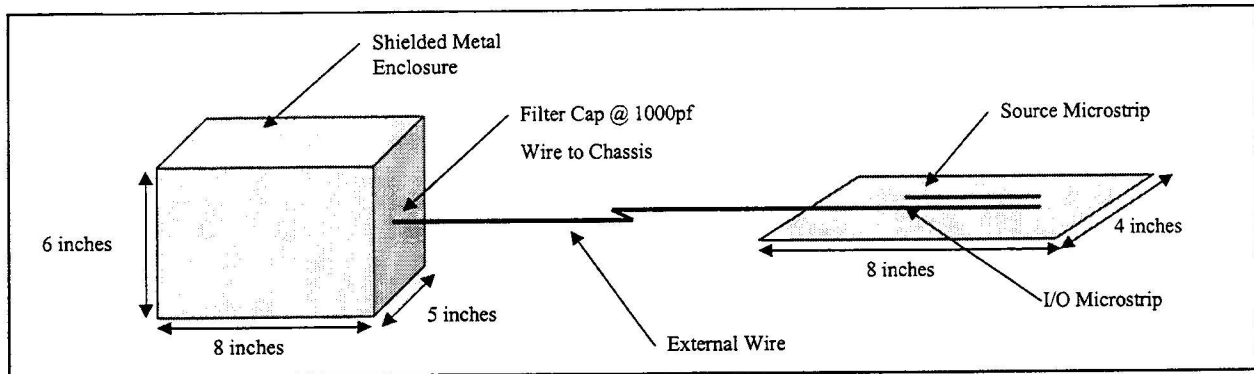 Shielded Metal
Enclosure
Filter Cap @ 1000pf
Wire to Chassis
Source Microstrip
6 inches
4 inches
8 inches
5 inches
I/O Microstrip
8 inches
External Wire